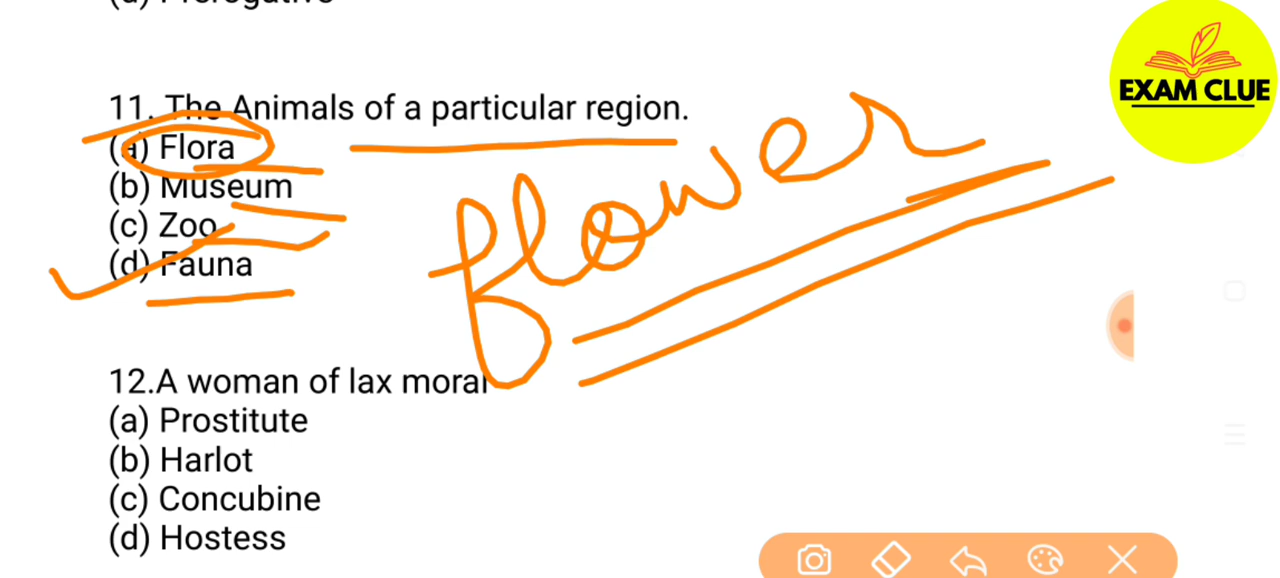 EXAM CLUE
11. The Animals of a particular region.
(a) Flora
(b) Museum
(c) Zoo
(d) Fauna
flower
12.A woman of lax moral
(a) Prostitute
(b) Harlot
(c) Concubine
(d) Hostess